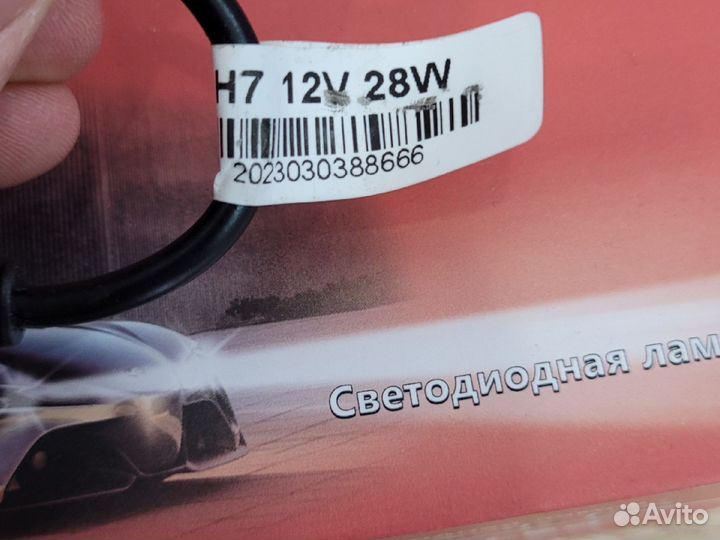 H7 12V 28W
2023030388666
Светодиодная лам
Avito